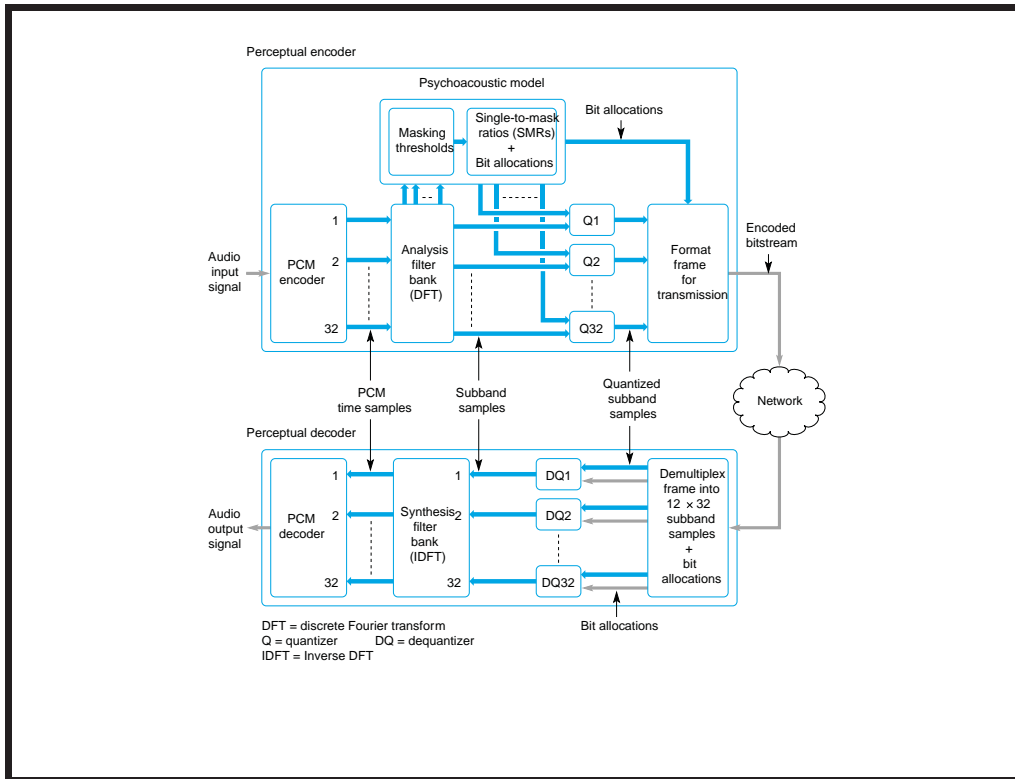 Perceptual encoder
Psychoacoustic model
Masking
thresholds
Single-to-mask
ratios (SMRs)
+
Bit allocations
Bit allocations
Audio
input
signal
PCM
encoder
1
2
32
Analysis
filter
bank
(DFT)
Q1
Q2
Q32
Format
frame
for
transmission
Encoded
bitstream
PCM
time samples
Subband
samples
Quantized
subband
samples
Network
Perceptual decoder
Audio
output
signal
PCM
decoder
1
2
32
Synthesis
filter
bank
(IDFT)
1
2
32
DQ1
DQ2
DQ32
Demultiplex
frame into
12 × 32
subband
samples
+
bit
allocations
Bit allocations
DFT = discrete Fourier transform
Q = quantizer DQ = dequantizer
IDFT = Inverse DFT